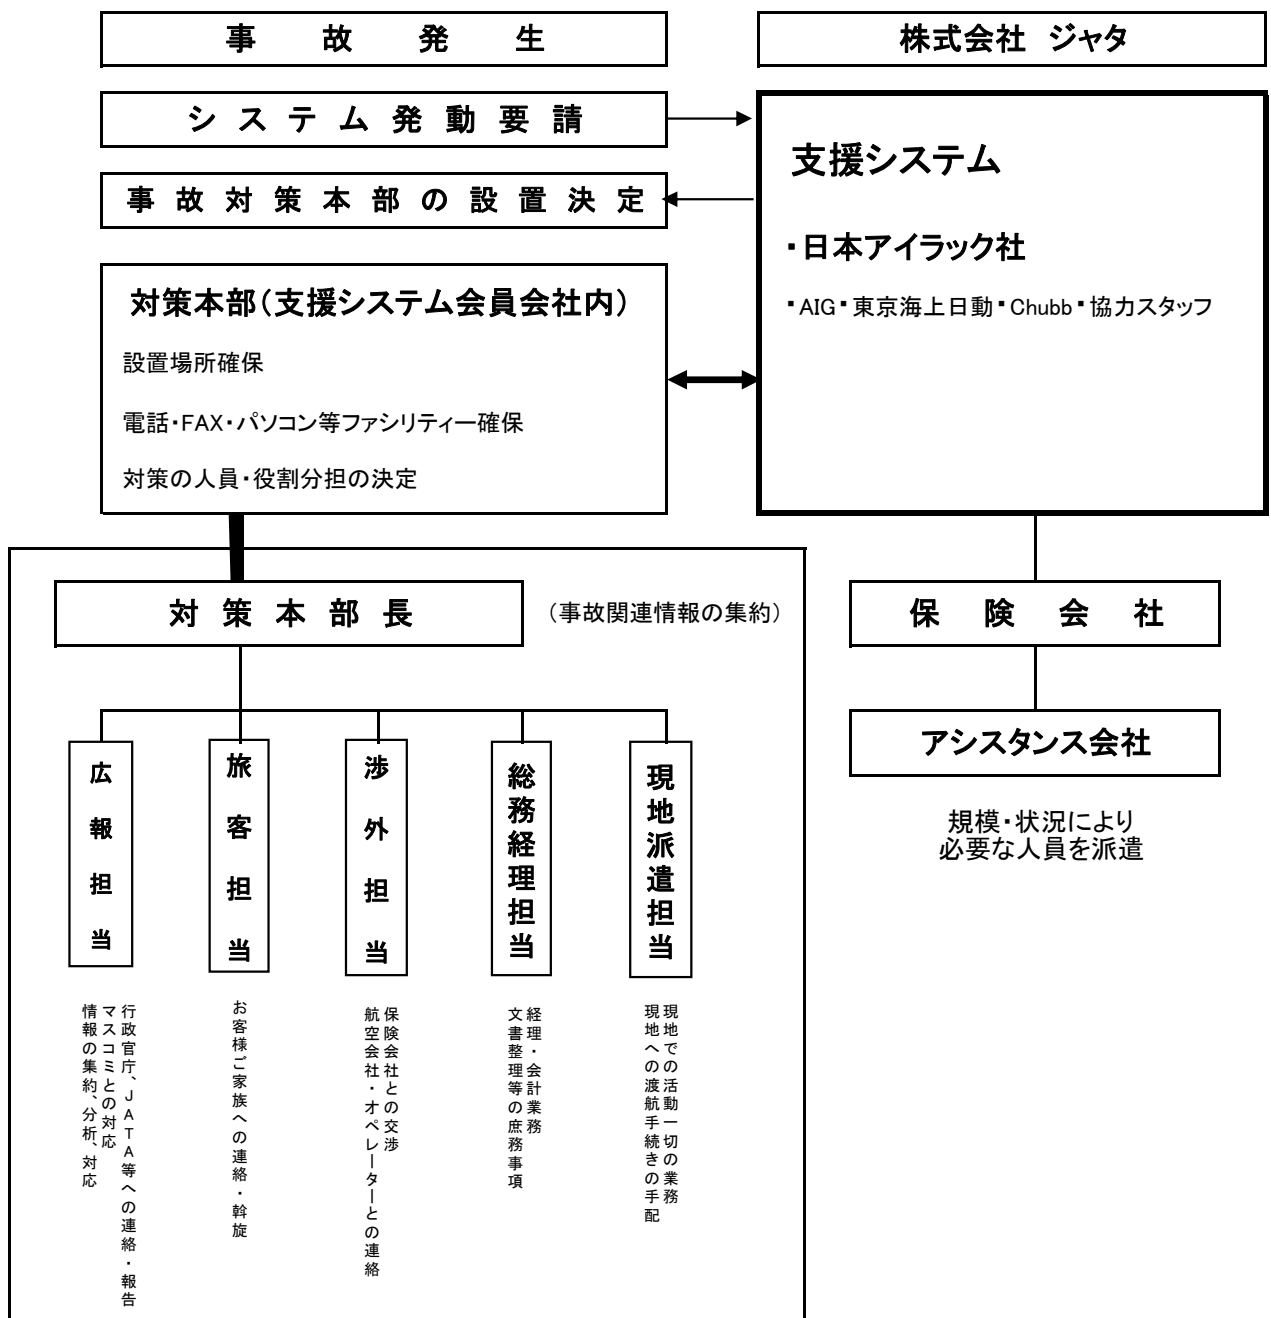 事故発生
株式会社 ジャタ
システム発動要請
事故対策本部の設置決定
支援システム
・日本アイラック社
・AIG・東京海上日動・Chubb・協力スタッフ
対策本部（支援システム会員会社内）
設置場所確保
電話・FAX・パソコン等ファシリティー確保
対策の人員・役割分担の決定
対策本部長
（事故関連情報の集約）
保険会社
アシスタンス会社
規模・状況により
必要な人員を派遣
広報担当
行政官庁、JATA等への連絡・報告
マスコミとの対応
情報の集約、分析、対応
旅客担当
お客様ご家族への連絡・斡旋
渉外担当
保険会社との交渉
航空会社・オペレーターとの連絡
総務経理担当
経理・会計業務
文書整理等の庶務事項
現地派遣担当
現地での活動一切の業務
現地への渡航手続きの手配